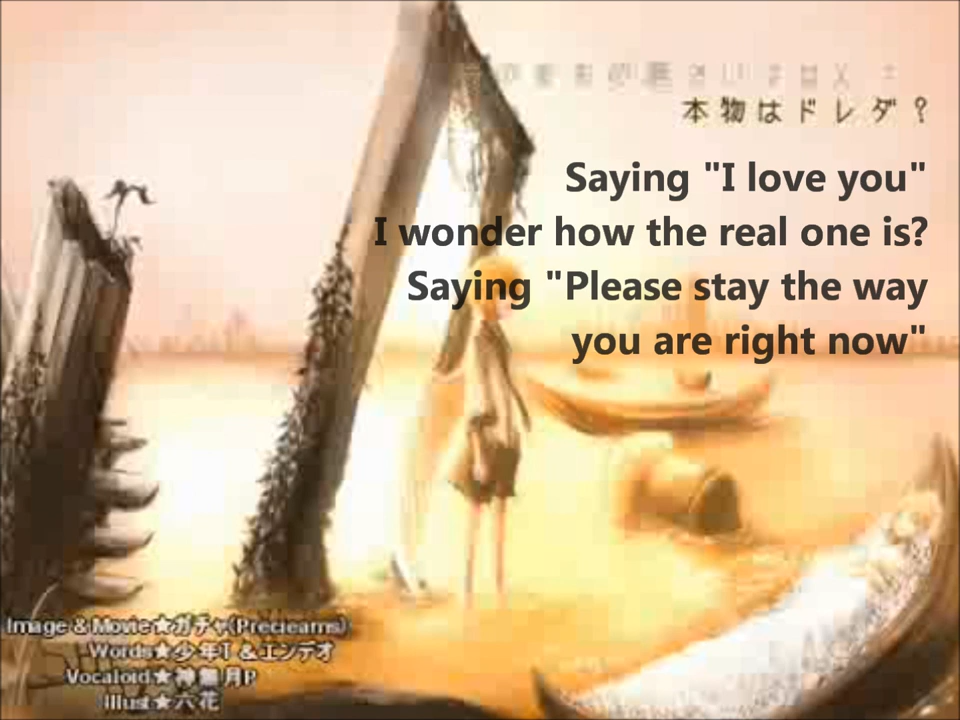 本物はドレダ？
Saying "I love you"
I wonder how the real one is?
Saying "Please stay the way
you are right now"
Image & Movie★ガチャ(Precieams)
Words★少年T & エンデオ
Vocaloid★神無月P
Illust★六花